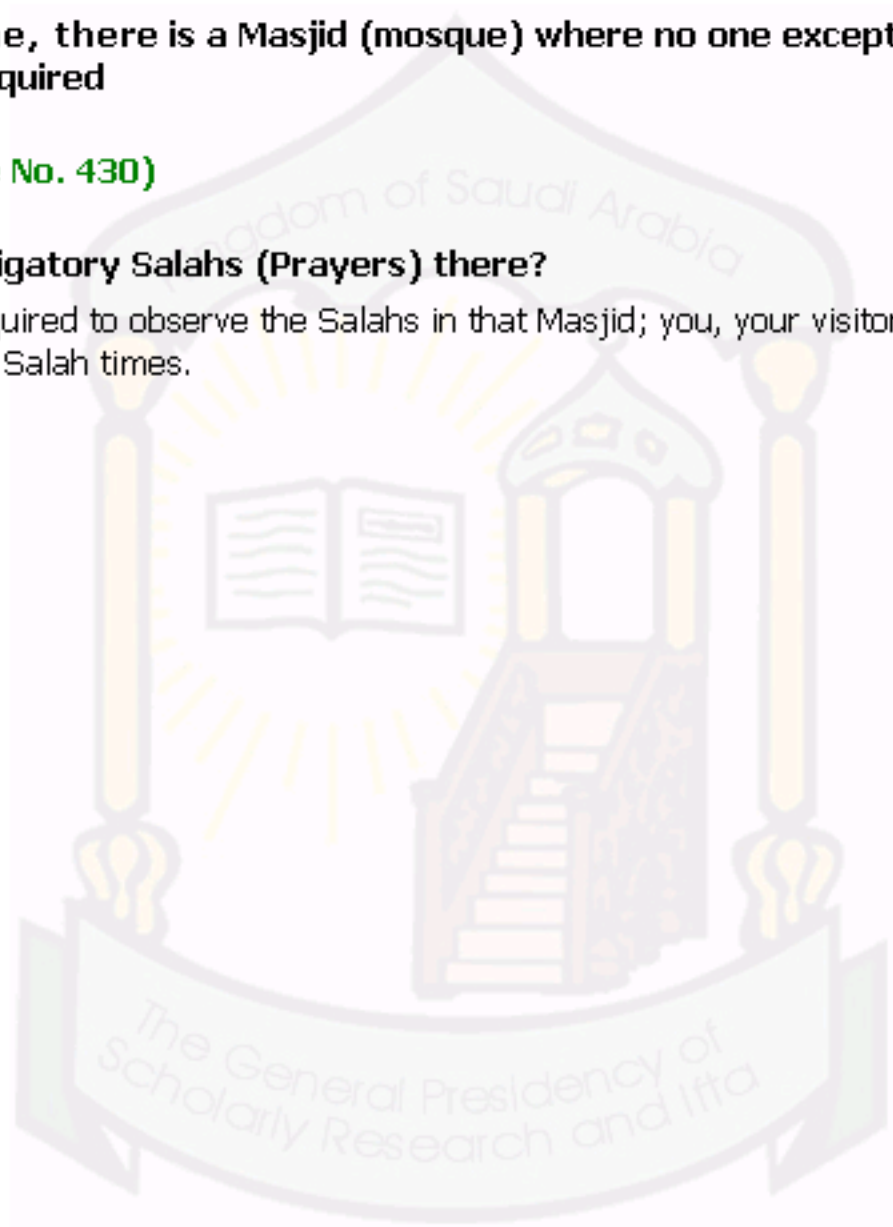 e, there is a Masjid (mosque) where no one except
quired
No. 430)
igatory Salahs (Prayers) there?
uired to observe the Salahs in that Masjid; you, your visitor
Salah times.
Kingdom of Saudi Arabia
The General Presidency of
Scholarly Research and Ifta